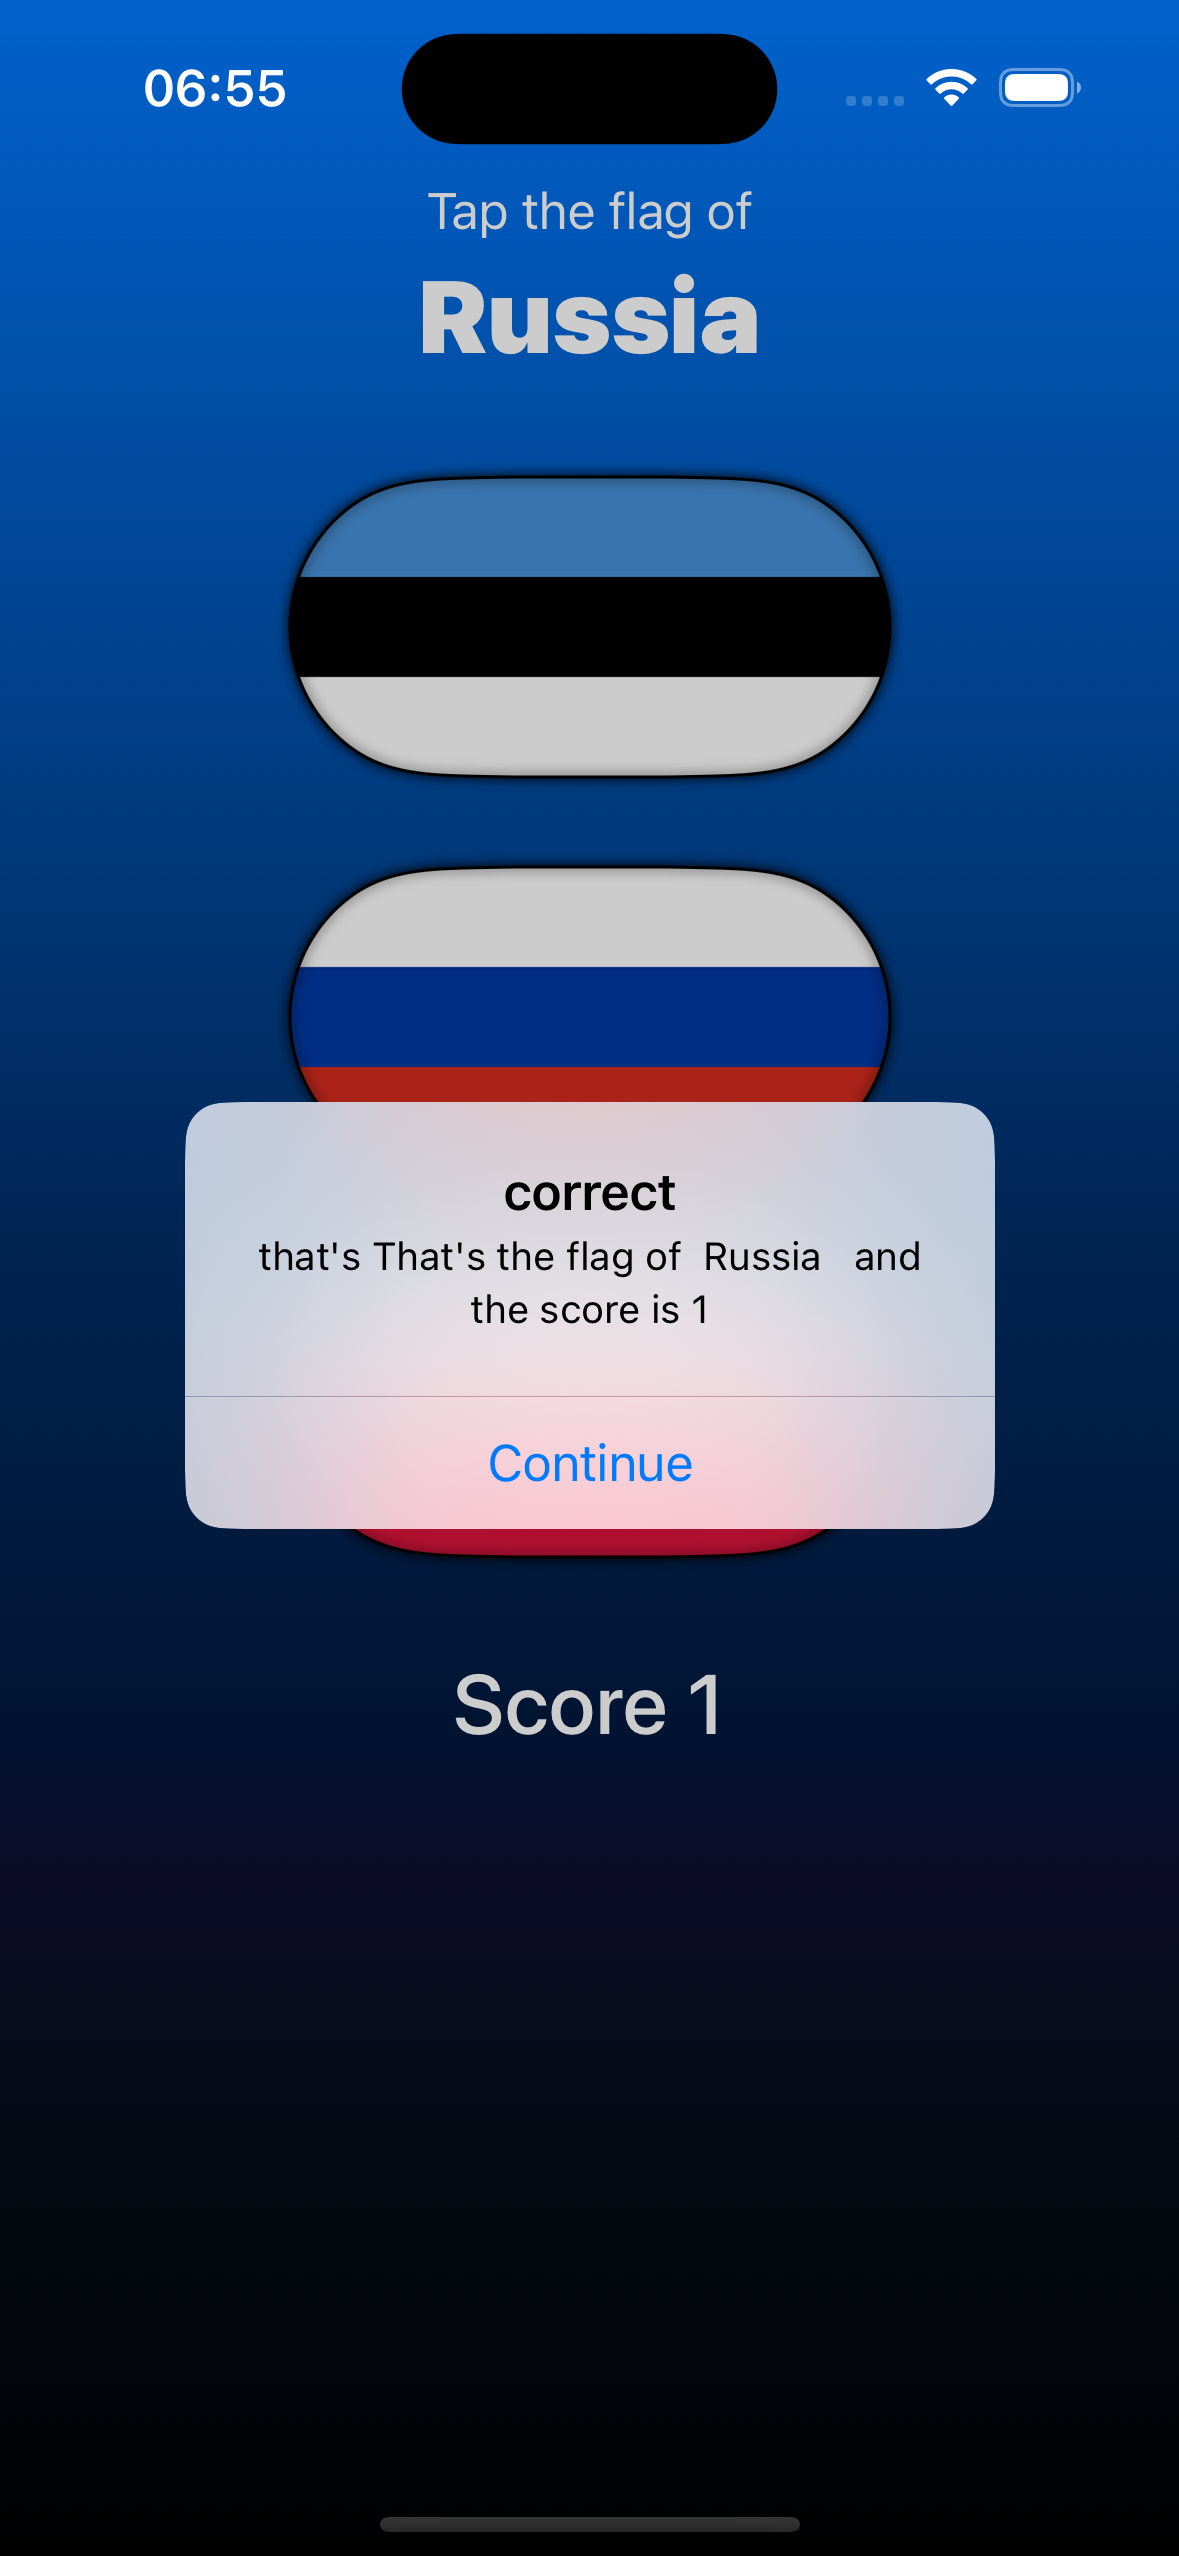 06:55
Tap the flag of
Russia
correct
that's That's the flag of  Russia   and
the score is 1
Continue
Score 1